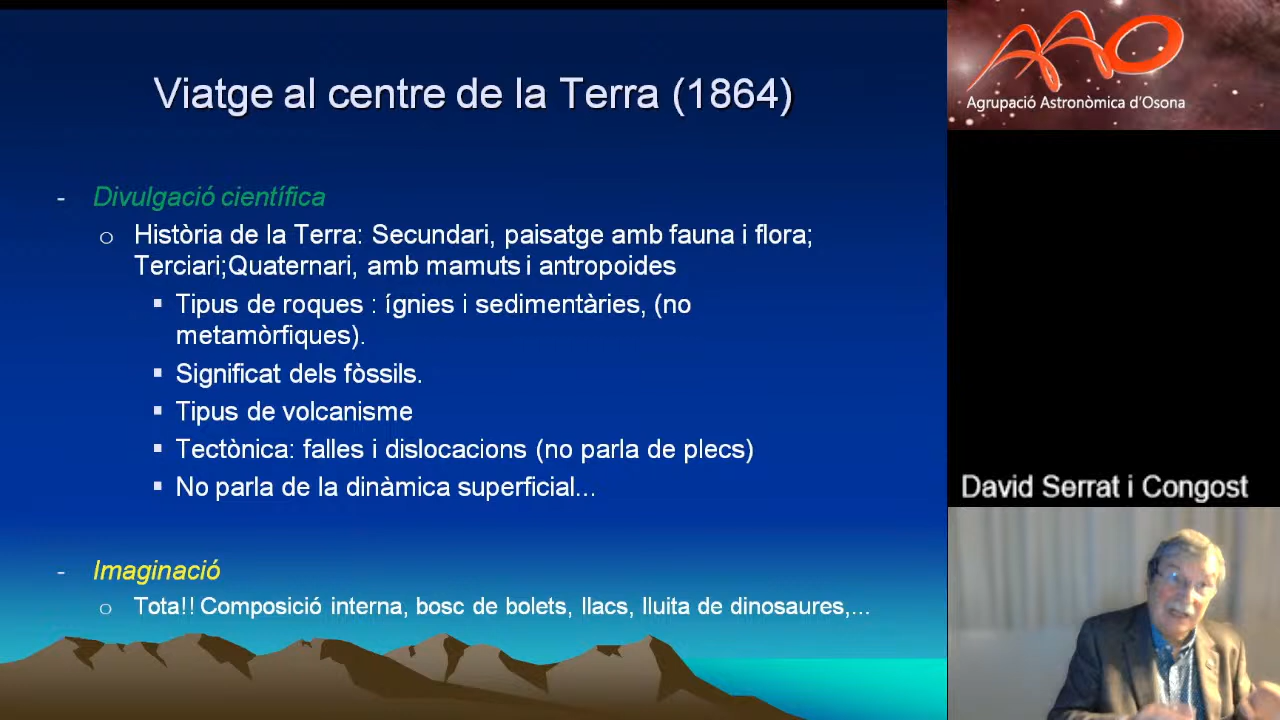 Viatge al centre de la Terra (1864)
- Divulgació científica
o Història de la Terra: Secundari, paisatge amb fauna i flora;
Terciari;Quaternari, amb mamuts i antropoides
▪ Tipus de roques : ígnies i sedimentàries, (no
metamòrfiques).
▪ Significat dels fòssils.
▪ Tipus de volcanisme
▪ Tectònica: falles i dislocacions (no parla de plecs)
▪ No parla de la dinàmica superficial...
- Imaginació
o Tota!! Composició interna, bosc de bolets, llacs, lluita de dinosaures,...
AAO
Agrupació Astronòmica d'Osona
David Serrat i Congost